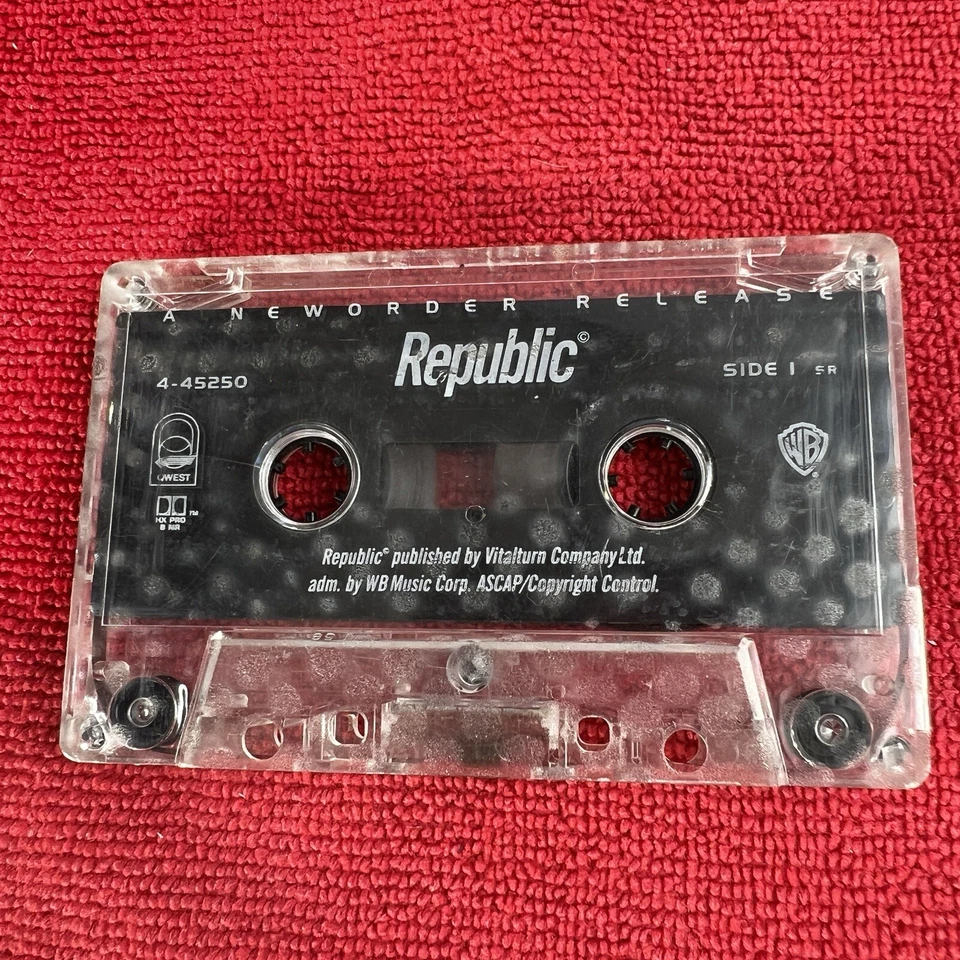 A NEWORDER RELEASE
Republic©
4-45250
SIDE 1 SR
QWEST
WB
HX PRO
B NR
TM
Republic© published by Vitalturn Company Ltd.
adm. by WB Music Corp. ASCAP/Copyright Control.